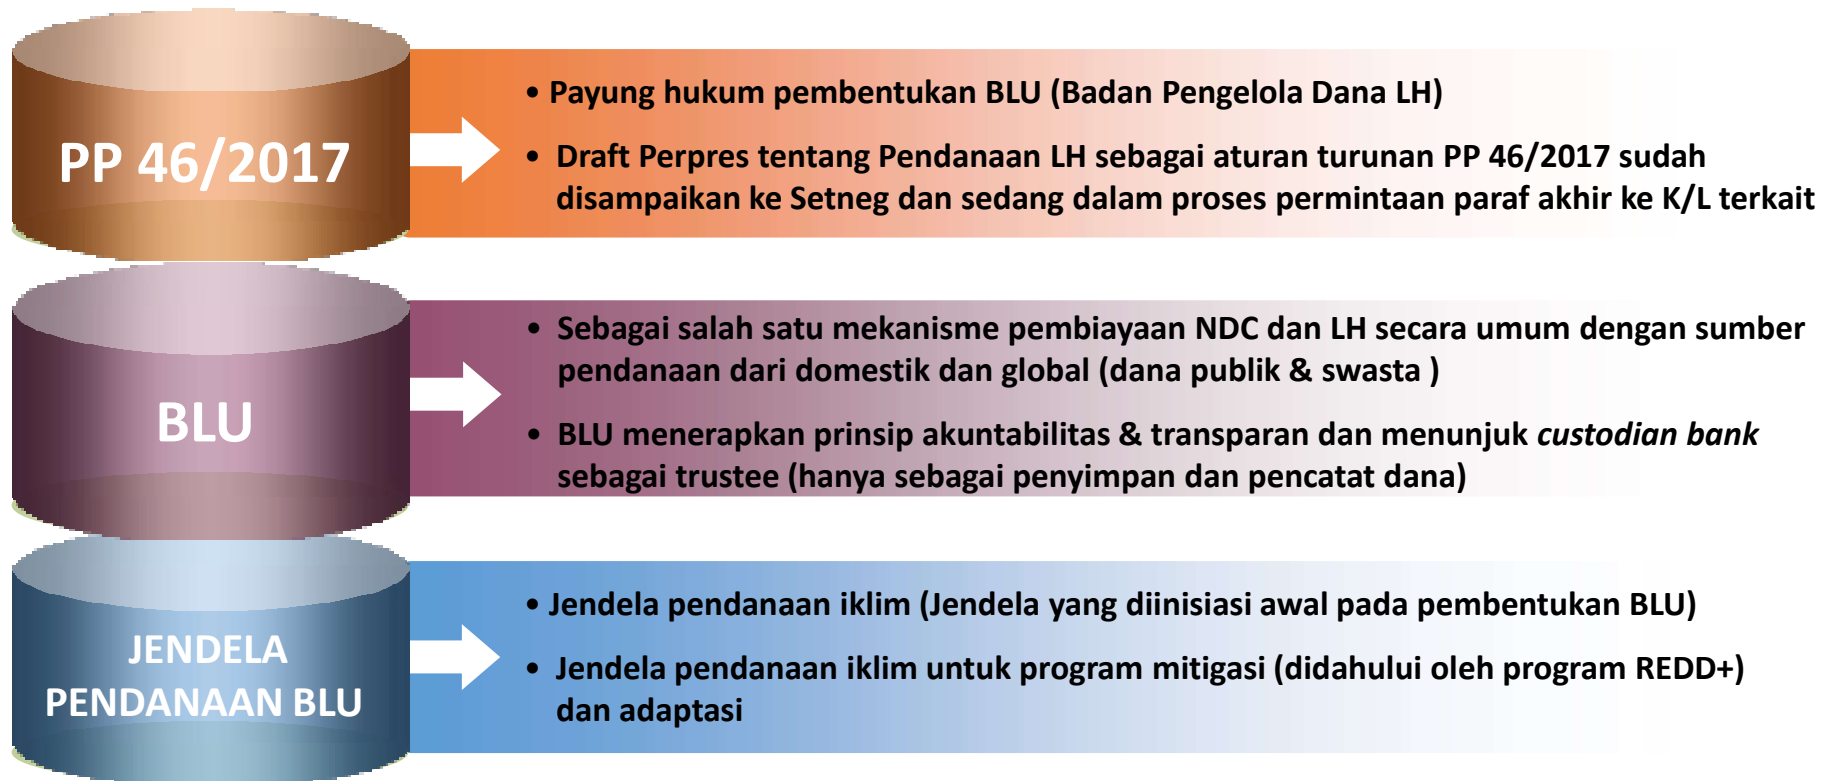 PP 46/2017
• Payung hukum pembentukan BLU (Badan Pengelola Dana LH)
• Draft Perpres tentang Pendanaan LH sebagai aturan turunan PP 46/2017 sudah
disampaikan ke Setneg dan sedang dalam proses permintaan paraf akhir ke K/L terkait
BLU
• Sebagai salah satu mekanisme pembiayaan NDC dan LH secara umum dengan sumber
pendanaan dari domestik dan global (dana publik & swasta )
• BLU menerapkan prinsip akuntabilitas & transparan dan menunjuk custodian bank
sebagai trustee (hanya sebagai penyimpan dan pencatat dana)
JENDELA
PENDANAAN BLU
• Jendela pendanaan iklim (Jendela yang diinisiasi awal pada pembentukan BLU)
• Jendela pendanaan iklim untuk program mitigasi (didahului oleh program REDD+)
dan adaptasi